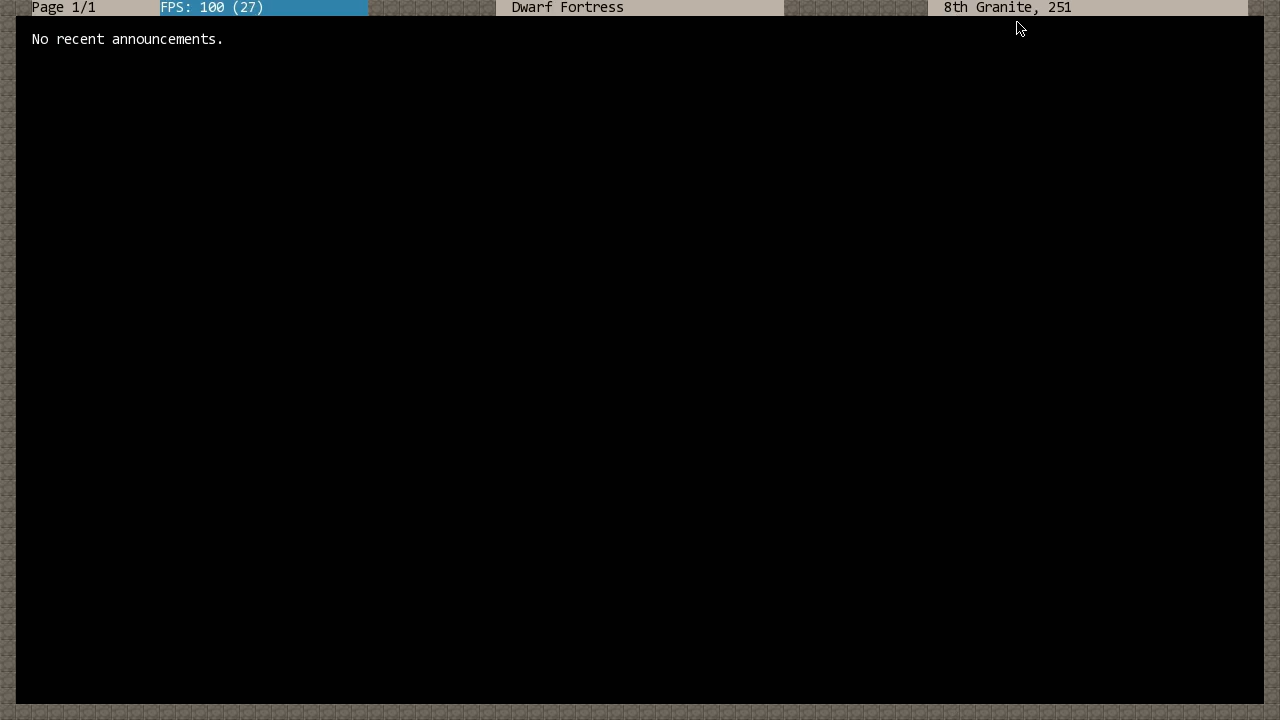 Page 1/1 FPS: 100 (27) Dwarf Fortress 8th Granite, 251
No recent announcements.